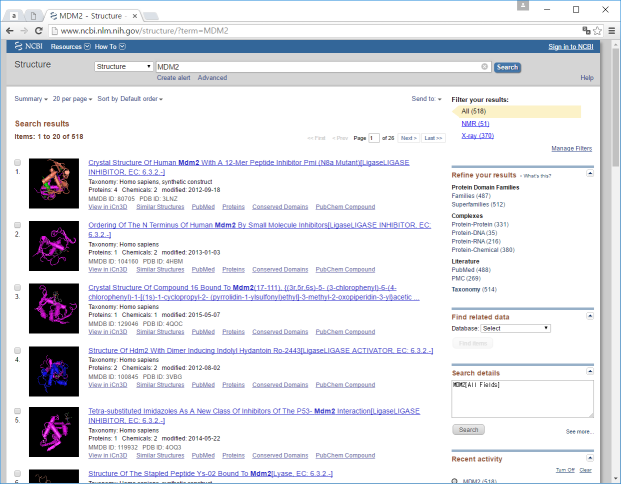 MDM2 - Structure -
www.ncbi.nlm.nih.gov/structure/?term=MDM2
NCBI Resources How To Sign in to NCBI
Structure Structure MDM2 Search
Create alert Advanced Help
Summary 20 per page Sort by Default order Send to:
Search results
Items: 1 to 20 of 518
<< First < Prev Page 1 of 26 Next > Last >>
1. Crystal Structure Of Human Mdm2 With A 12-Mer Peptide Inhibitor Pmi (N8a Mutant)[LigaseLIGASE
INHIBITOR, EC: 6.3.2.-]
Taxonomy: Homo sapiens, synthetic construct
Proteins: 4 Chemicals: 2 modified: 2012-09-18
MMDB ID: 80705 PDB ID: 3LNZ
View in iCn3D Similar Structures PubMed Proteins Conserved Domains PubChem Compound
2. Ordering Of The N Terminus Of Human Mdm2 By Small Molecule Inhibitors[LigaseLIGASE INHIBITOR, EC:
6.3.2.-]
Taxonomy: Homo sapiens
Proteins: 1 Chemicals: 2 modified: 2013-01-03
MMDB ID: 104160 PDB ID: 4HBM
View in iCn3D Similar Structures PubMed Proteins Conserved Domains PubChem Compound
3. Crystal Structure Of Compound 16 Bound To Mdm2(17-111), {(3r,5r,6s)-5- (3-chlorophenyl)-6-(4-
chlorophenyl)-1-[(1s)-1-cyclopropyl-2- (pyrrolidin-1-ylsulfonyl)ethyl]-3-methyl-2-oxopiperidin-3-yl}acetic ...
Taxonomy: Homo sapiens
Proteins: 1 Chemicals: 2 modified: 2015-05-07
MMDB ID: 129046 PDB ID: 4QOC
View in iCn3D Similar Structures PubMed Proteins Conserved Domains PubChem Compound
4. Structure Of Hdm2 With Dimer Inducing Indolyl Hydantoin Ro-2443[LigaseLIGASE ACTIVATOR, EC: 6.3.2.-]
Taxonomy: Homo sapiens
Proteins: 2 Chemicals: 2 modified: 2012-08-02
MMDB ID: 100845 PDB ID: 3VBG
View in iCn3D Similar Structures PubMed Proteins Conserved Domains PubChem Compound
5. Tetra-substituted Imidazoles As A New Class Of Inhibitors Of The P53- Mdm2 Interaction[LigaseLIGASE
INHIBITOR, EC: 6.3.2.-]
Taxonomy: Homo sapiens
Proteins: 1 Chemicals: 2 modified: 2014-05-22
MMDB ID: 119932 PDB ID: 4OQ3
View in iCn3D Similar Structures PubMed Proteins Conserved Domains PubChem Compound
Structure Of The Stapled Peptide Ys-02 Bound To Mdm2[Lyase, EC: 6.3.2.-]
Filter your results:
All (518)
NMR (51)
X-ray (370)
Manage Filters
Refine your results What's this?
Protein Domain Families
Families (487)
Superfamilies (512)
Complexes
Protein-Protein (331)
Protein-DNA (35)
Protein-RNA (216)
Protein-Chemical (380)
Literature
PubMed (488)
PMC (269)
Taxonomy (514)
Find related data
Database: Select
Find items
Search details
MDM2[All Fields]
Search See more...
Recent activity
Turn Off Clear
MDM2 (518)